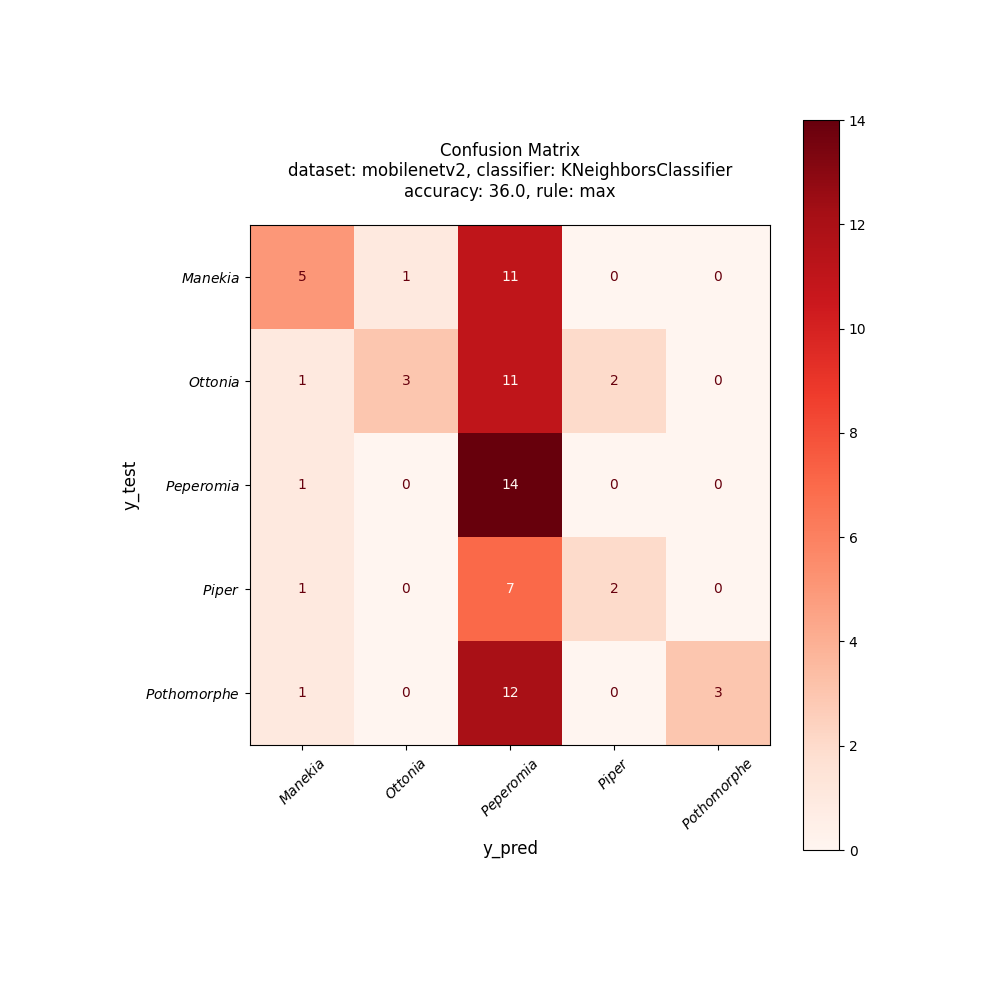 Confusion Matrix
dataset: mobilenetv2, classifier: KNeighborsClassifier
accuracy: 36.0, rule: max
y_test
Manekia 5 1 11 0 0
Ottonia 1 3 11 2 0
Peperomia 1 0 14 0 0
Piper 1 0 7 2 0
Pothomorphe 1 0 12 0 3
Manekia Ottonia Peperomia Piper Pothomorphe
y_pred
14
12
10
8
6
4
2
0